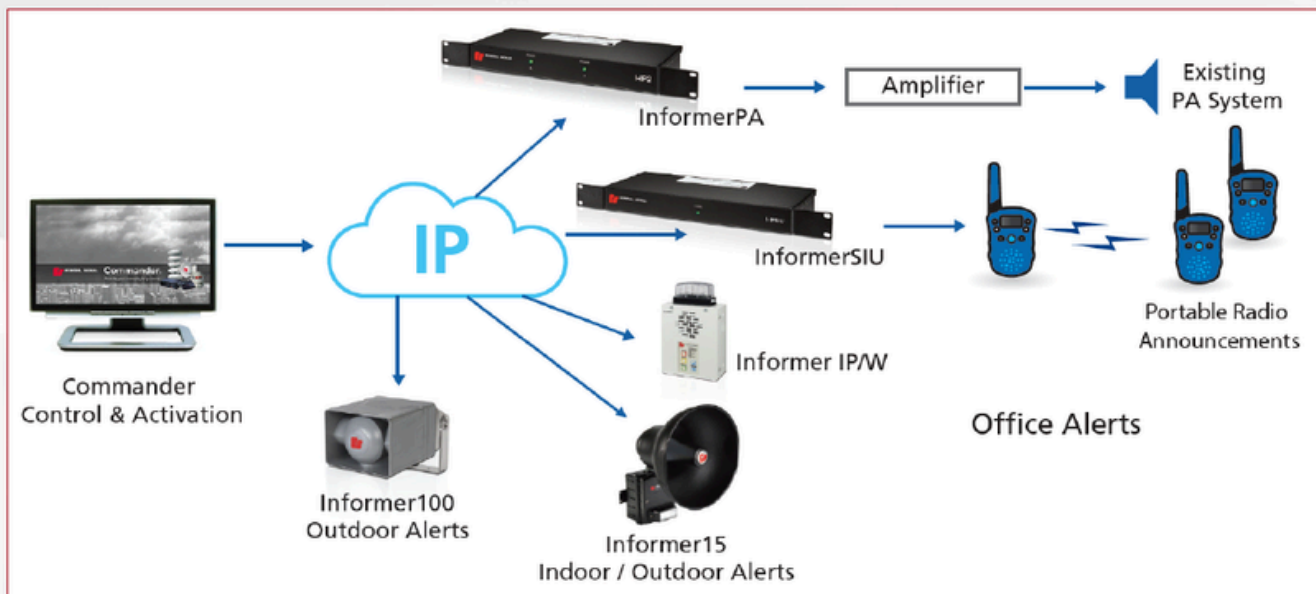 InformerPA
Amplifier
Existing
PA System
IP
InformerSIU
Commander
Commander
Control & Activation
Informer IP/W
Portable Radio
Announcements
Office Alerts
Informer100
Outdoor Alerts
Informer15
Indoor / Outdoor Alerts